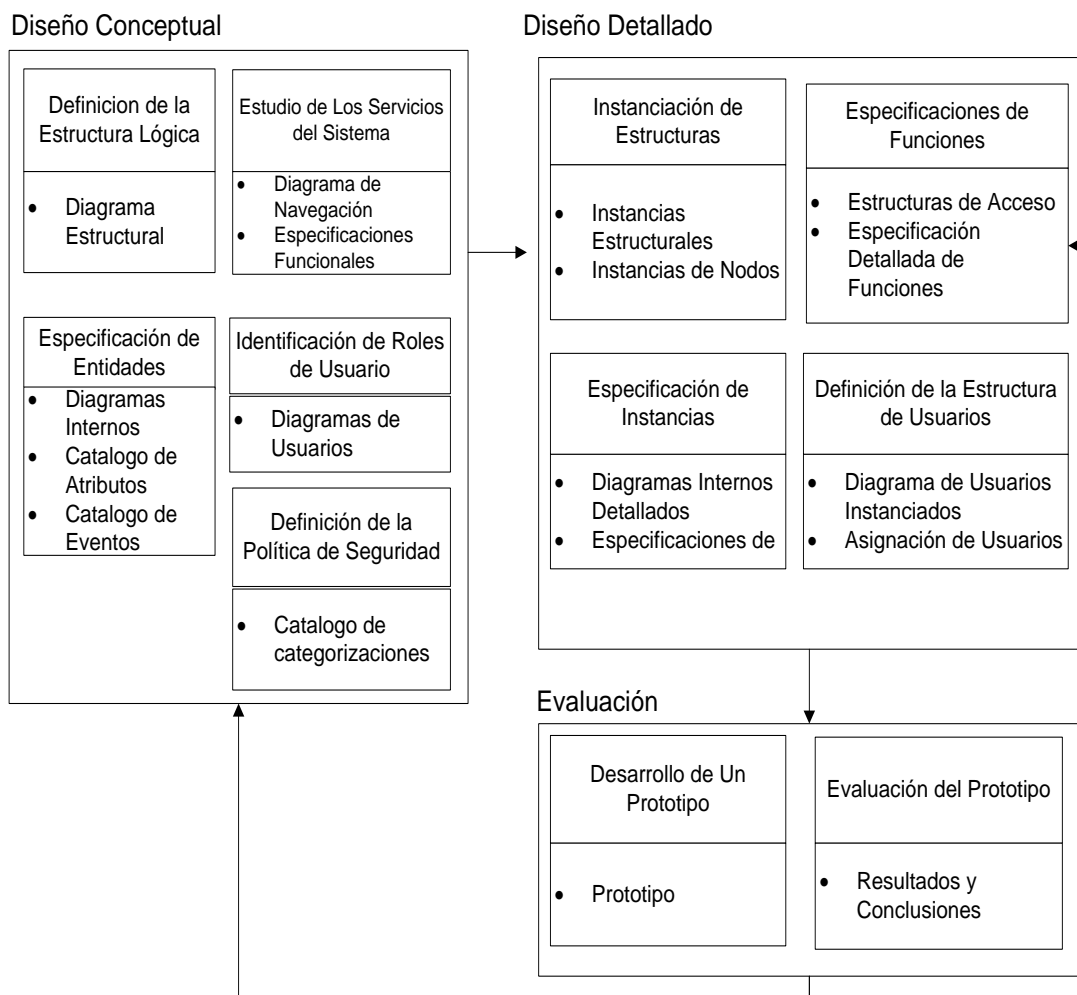 Diseño Conceptual
Definicion de la
Estructura Lógica
• Diagrama
Estructural
Estudio de Los Servicios
del Sistema
• Diagrama de
Navegación
• Especificaciones
Funcionales
Especificación de
Entidades
• Diagramas
Internos
• Catalogo de
Atributos
• Catalogo de
Eventos
Identificación de Roles
de Usuario
• Diagramas de
Usuarios
Definición de la
Política de Seguridad
• Catalogo de
categorizaciones
Diseño Detallado
Instanciación de
Estructuras
• Instancias
Estructurales
• Instancias de Nodos
Especificaciones de
Funciones
• Estructuras de Acceso
• Especificación
Detallada de
Funciones
Especificación de
Instancias
• Diagramas Internos
Detallados
• Especificaciones de
Definición de la Estructura
de Usuarios
• Diagrama de Usuarios
Instanciados
• Asignación de Usuarios
Evaluación
Desarrollo de Un
Prototipo
• Prototipo
Evaluación del Prototipo
• Resultados y
Conclusiones